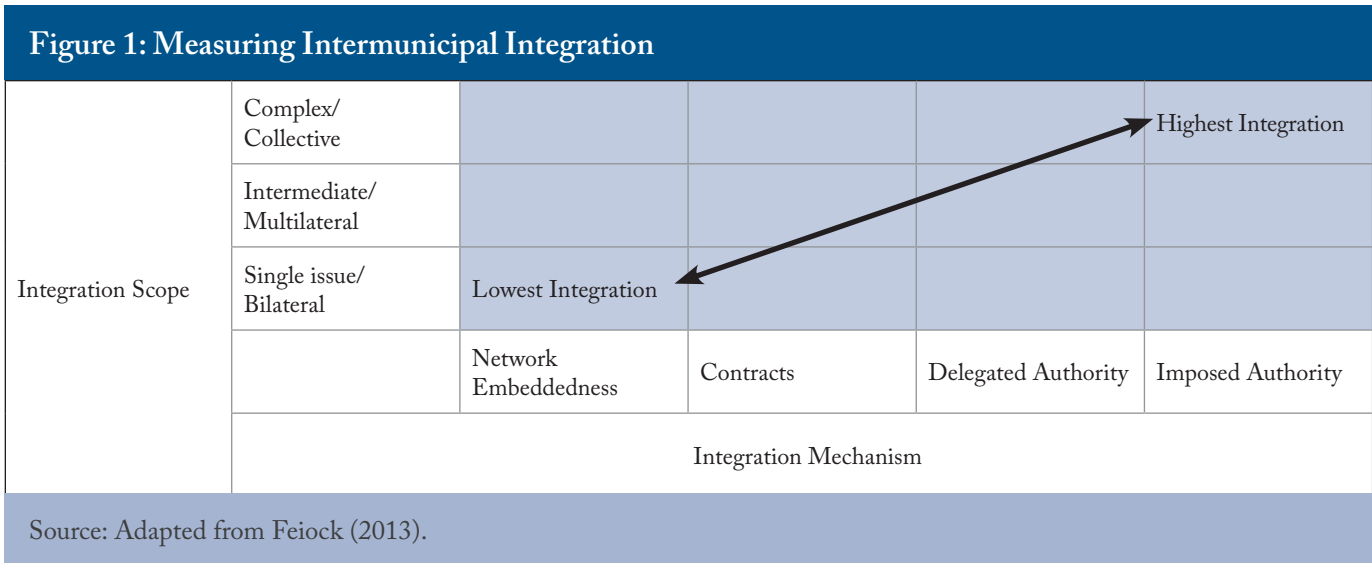 Figure 1: Measuring Intermunicipal Integration
Complex/
Collective
Highest Integration
Intermediate/
Multilateral
Integration Scope
Single issue/
Bilateral
Lowest Integration
Network
Embeddedness
Contracts
Delegated Authority
Imposed Authority
Integration Mechanism
Source: Adapted from Feiock (2013).